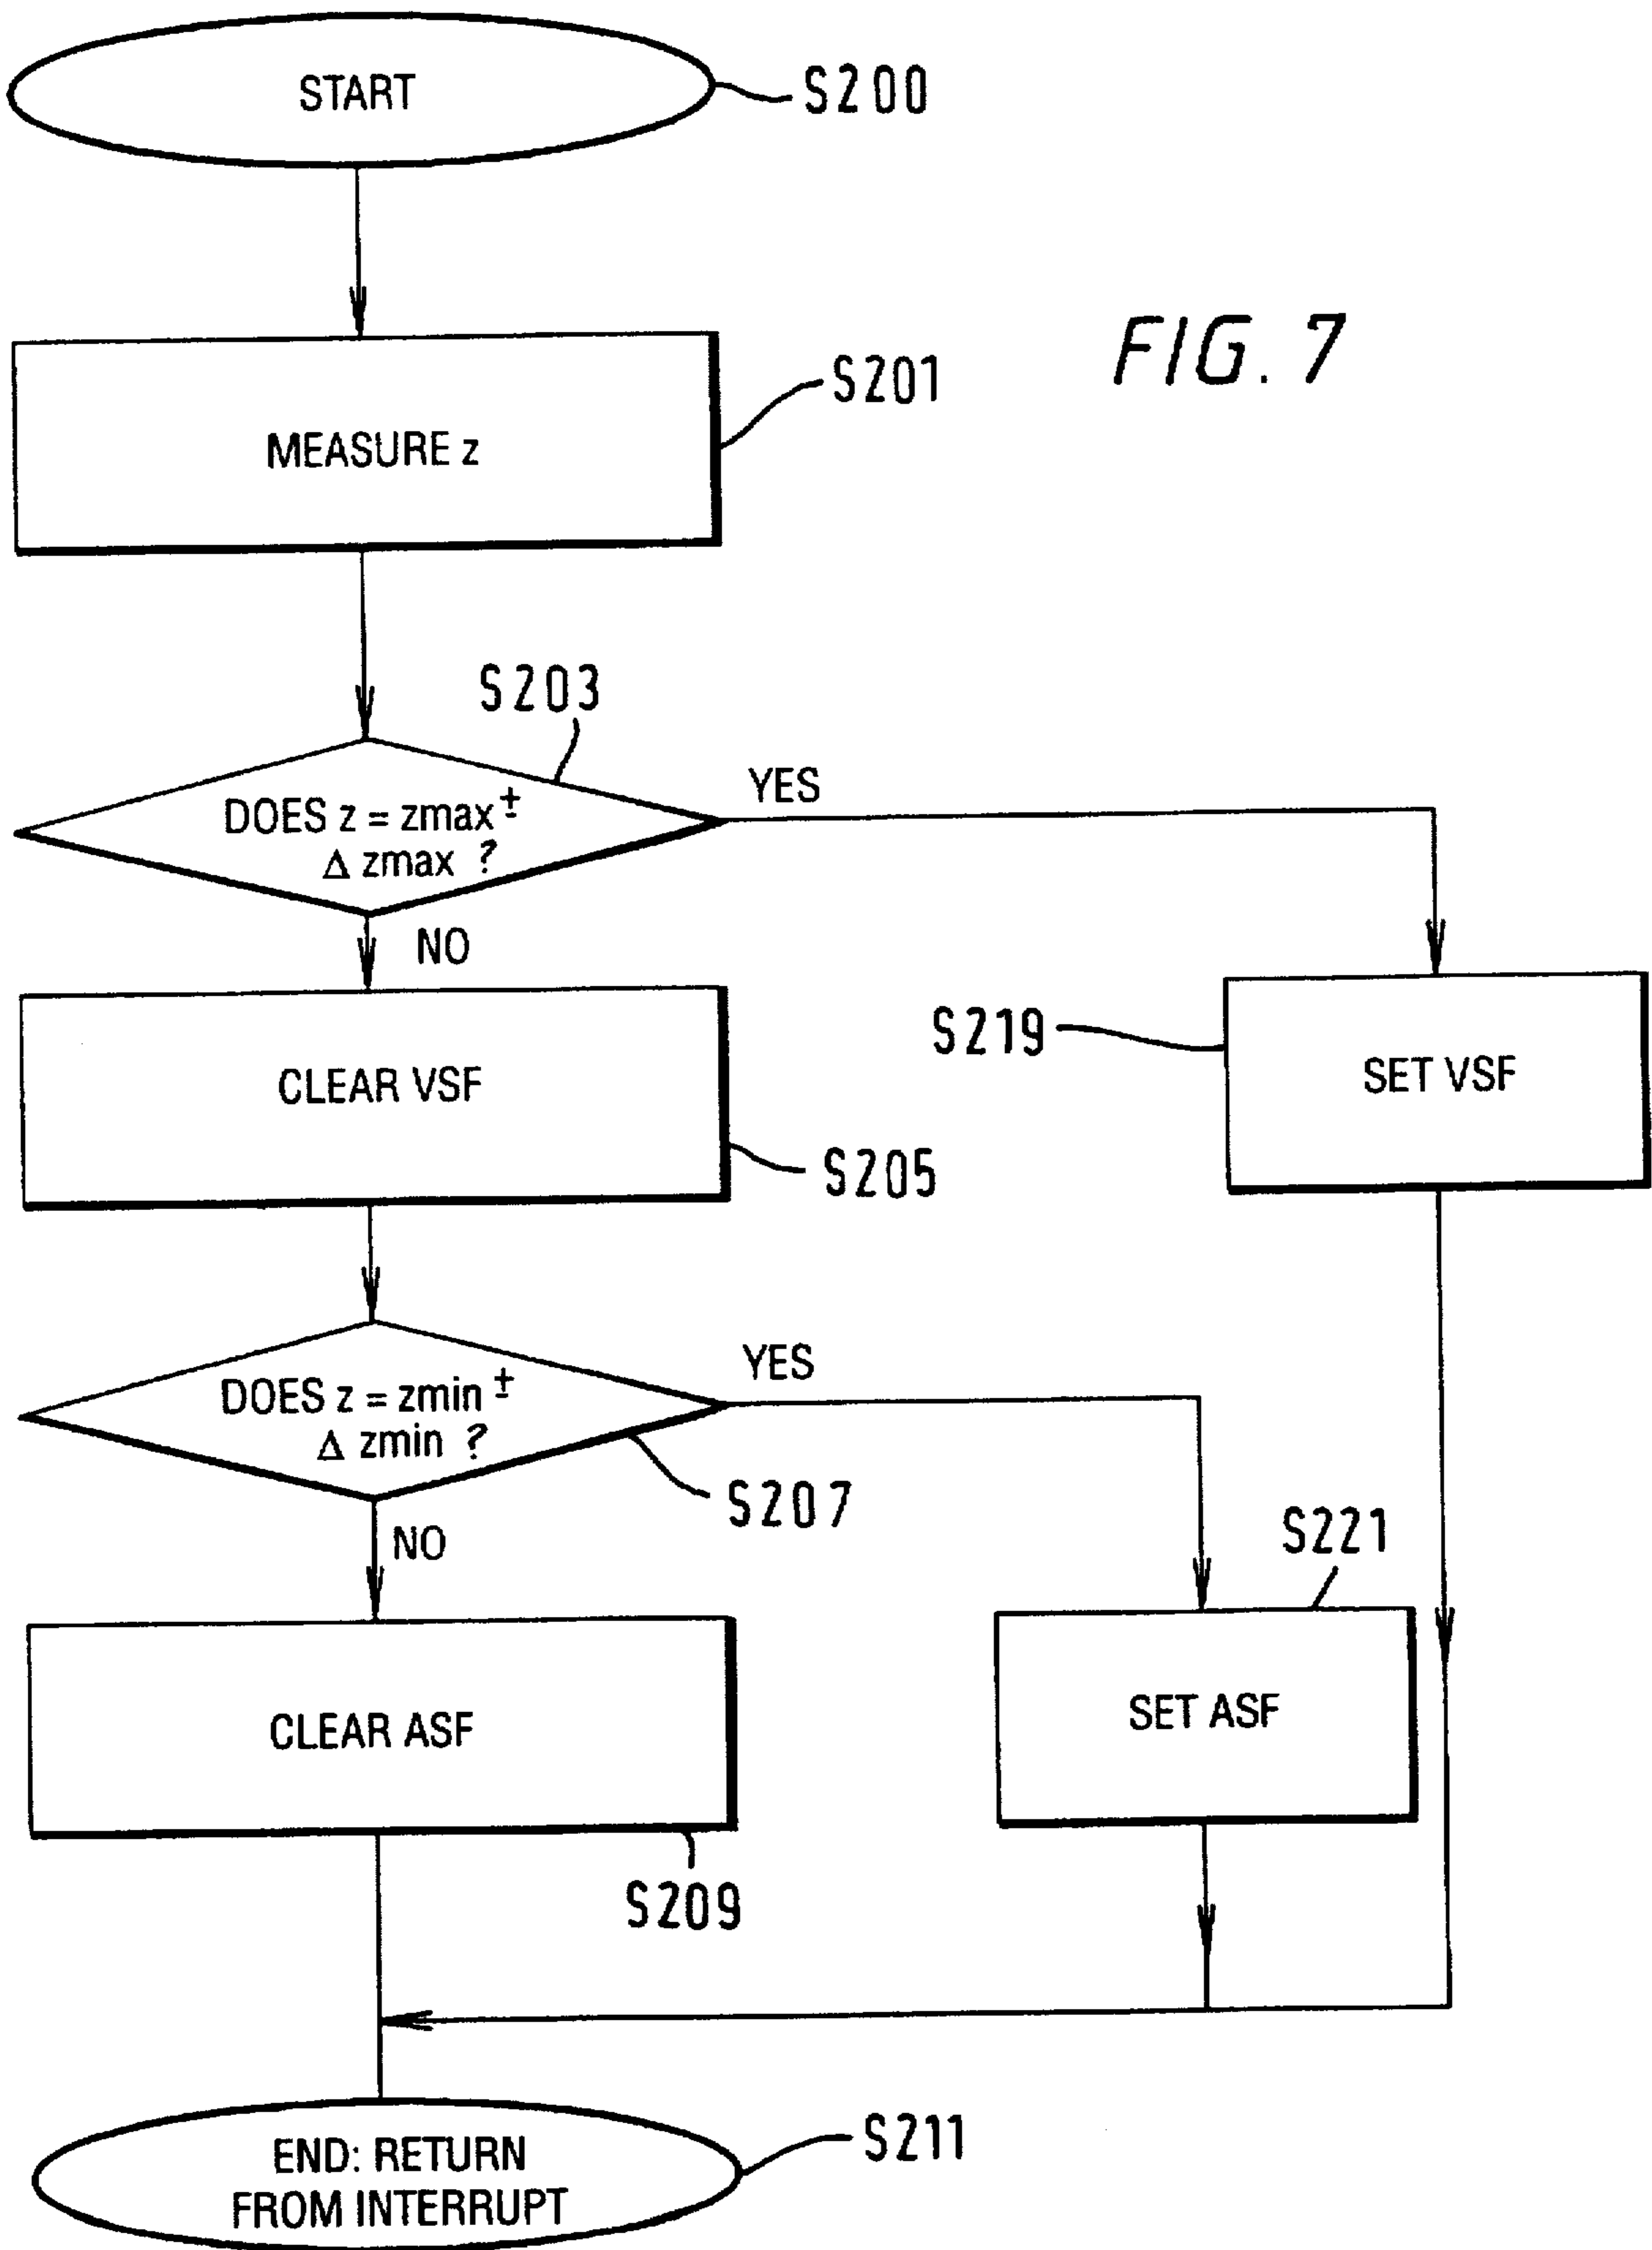 START
S200
FIG. 7
S201
MEASURE z
S203
YES
DOES z = zmax ±
Δ zmax ?
NO
S219
SET VSF
CLEAR VSF
S205
YES
DOES z = zmin ±
Δ zmin ?
S207
NO
S221
SET ASF
CLEAR ASF
S209
S211
END: RETURN
FROM INTERRUPT